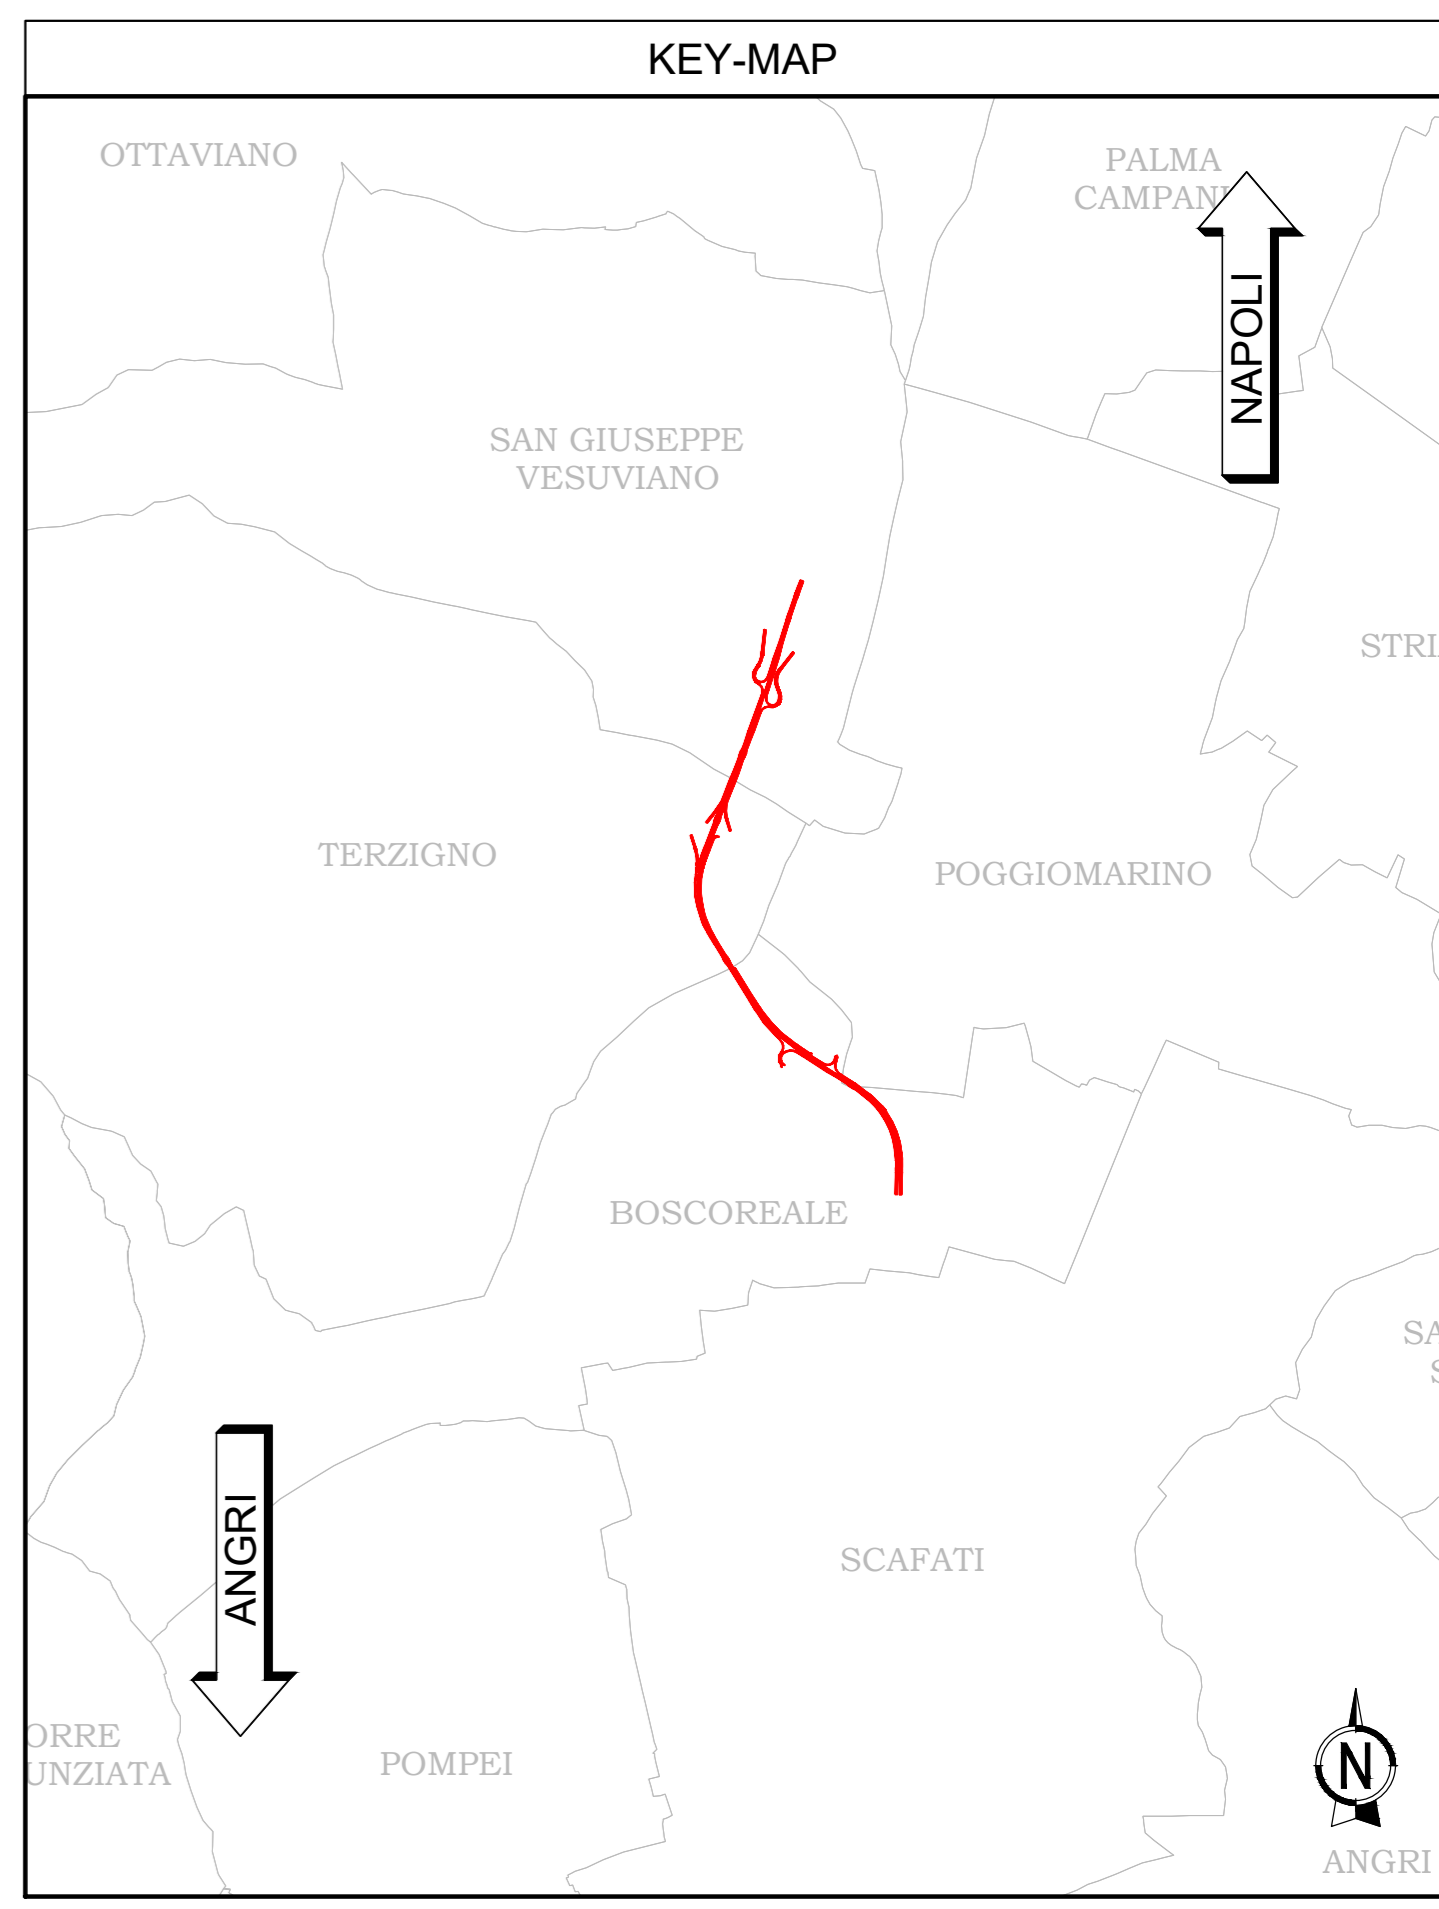 KEY-MAP
OTTAVIANO
PALMA
CAMPANI
NAPOLI
SAN GIUSEPPE
VESUVIANO
STRI
TERZIGNO
POGGIOMARINO
BOSCOREALE
SA
S
ANGRI
SCAFATI
ORRE
UNZIATA
POMPEI
N
ANGRI